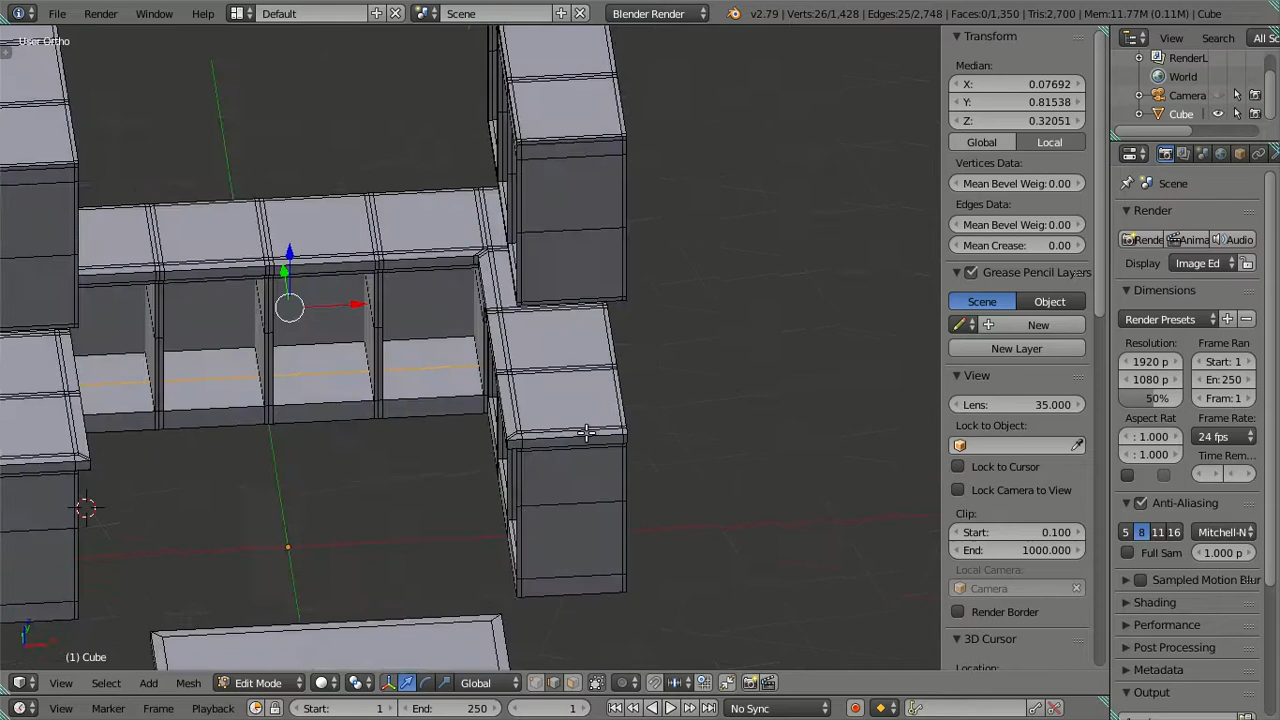 File Render Window Help Default Scene Blender Render v2.79 | Verts:26/1,428 | Edges:25/2,748 | Faces:0/1,350 | Tris:2,700 | Mem:11.77M (0.11M) | Cube
User Ortho
(1) Cube
View Select Add Mesh Edit Mode Global
View Marker Frame Playback Start: 1 End: 250 1 No Sync
Transform
Median:
X: 0.07692
Y: 0.81538
Z: 0.32051
Global Local
Vertices Data:
Mean Bevel Weig: 0.00
Edges Data:
Mean Bevel Weig: 0.00
Mean Crease: 0.00
Grease Pencil Layers
Scene Object
New
New Layer
View
Lens: 35.000
Lock to Object:
Lock to Cursor
Lock Camera to View
Clip:
Start: 0.100
End: 1000.000
Local Camera:
Camera
Render Border
3D Cursor
View Search All Sc
RenderL
World
Camera
Cube
Scene
Render
Rende Anima Audio
Display Image Ed
Dimensions
Render Presets
Resolution: Frame Ran
1920 p Start: 1
1080 p En: 250
50% Fram: 1
Aspect Rat Frame Rate:
: 1.000 24 fps
: 1.000 Time Rem...
Anti-Aliasing
5 8 11 16 Mitchell-N
Full Sam 1.000 p
Sampled Motion Blur
Shading
Performance
Post Processing
Metadata
Output